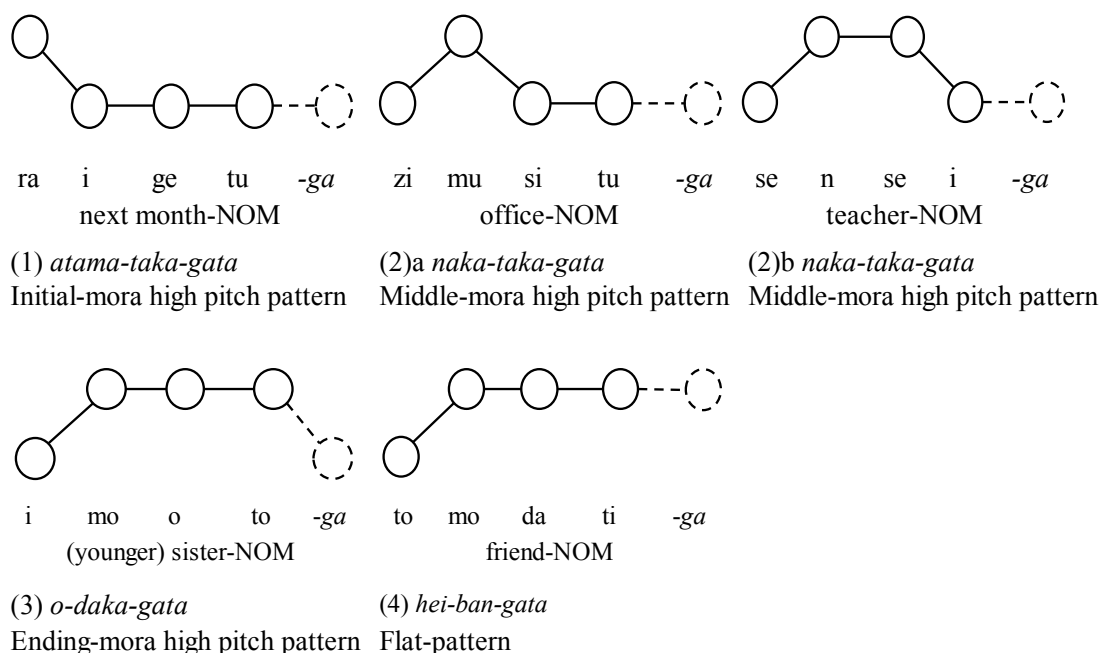 ra i ge tu -ga zi mu si tu -ga se n se i -ga
next month-NOM office-NOM teacher-NOM
(1) atama-taka-gata (2)a naka-taka-gata (2)b naka-taka-gata
Initial-mora high pitch pattern Middle-mora high pitch pattern Middle-mora high pitch pattern
i mo o to -ga to mo da ti -ga
(younger) sister-NOM friend-NOM
(3) o-daka-gata (4) hei-ban-gata
Ending-mora high pitch pattern Flat-pattern